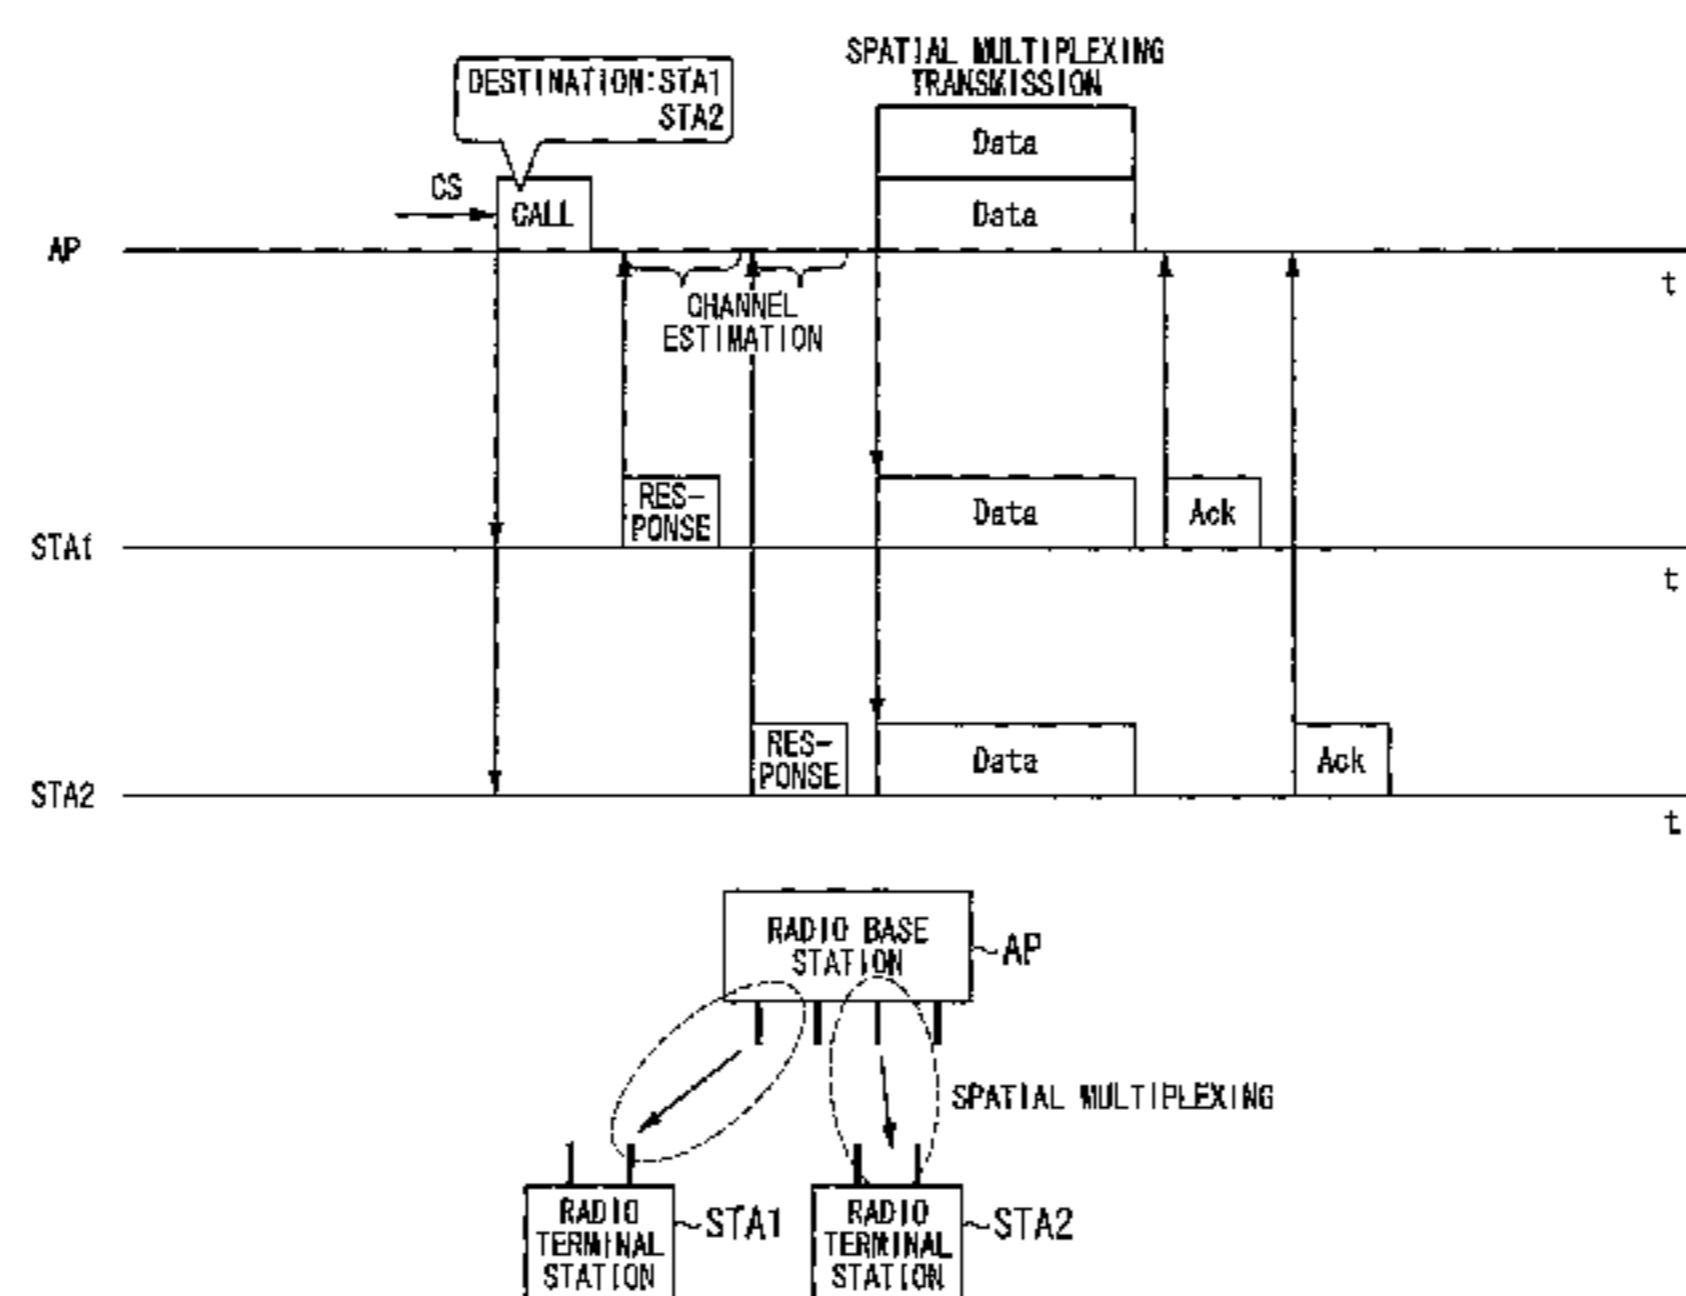 SPATIAL MULTIPLEXING
TRANSMISSION
DESTINATION:STA1
STA2
Data
CS
CALL
Data
AP
t
CHANNEL
ESTIMATION
RES-
PONSE
Data
Ack
STA1
t
RES-
PONSE
Data
Ack
STA2
t
RADIO BASE
STATION
AP
SPATIAL MULTIPLEXING
RADIO
TERMINAL
STATION
STA1
RADIO
TERMINAL
STATION
STA2